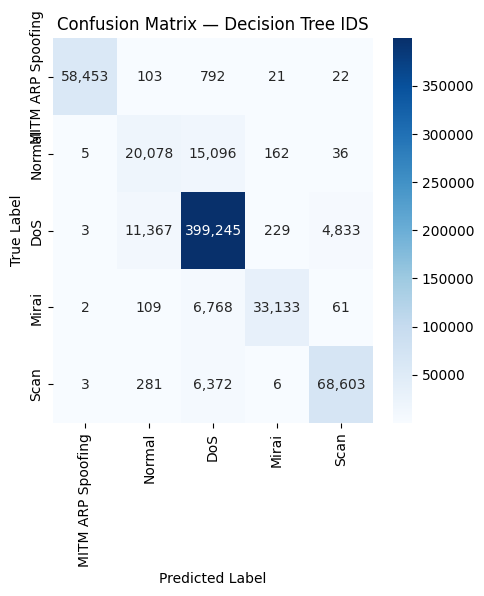 Confusion Matrix — Decision Tree IDS
True Label
MITM ARP Spoofing 58,453 103 792 21 22
Normal 5 20,078 15,096 162 36
DoS 3 11,367 399,245 229 4,833
Mirai 2 109 6,768 33,133 61
Scan 3 281 6,372 6 68,603
MITM ARP Spoofing Normal DoS Mirai Scan
Predicted Label
350000
300000
250000
200000
150000
100000
50000